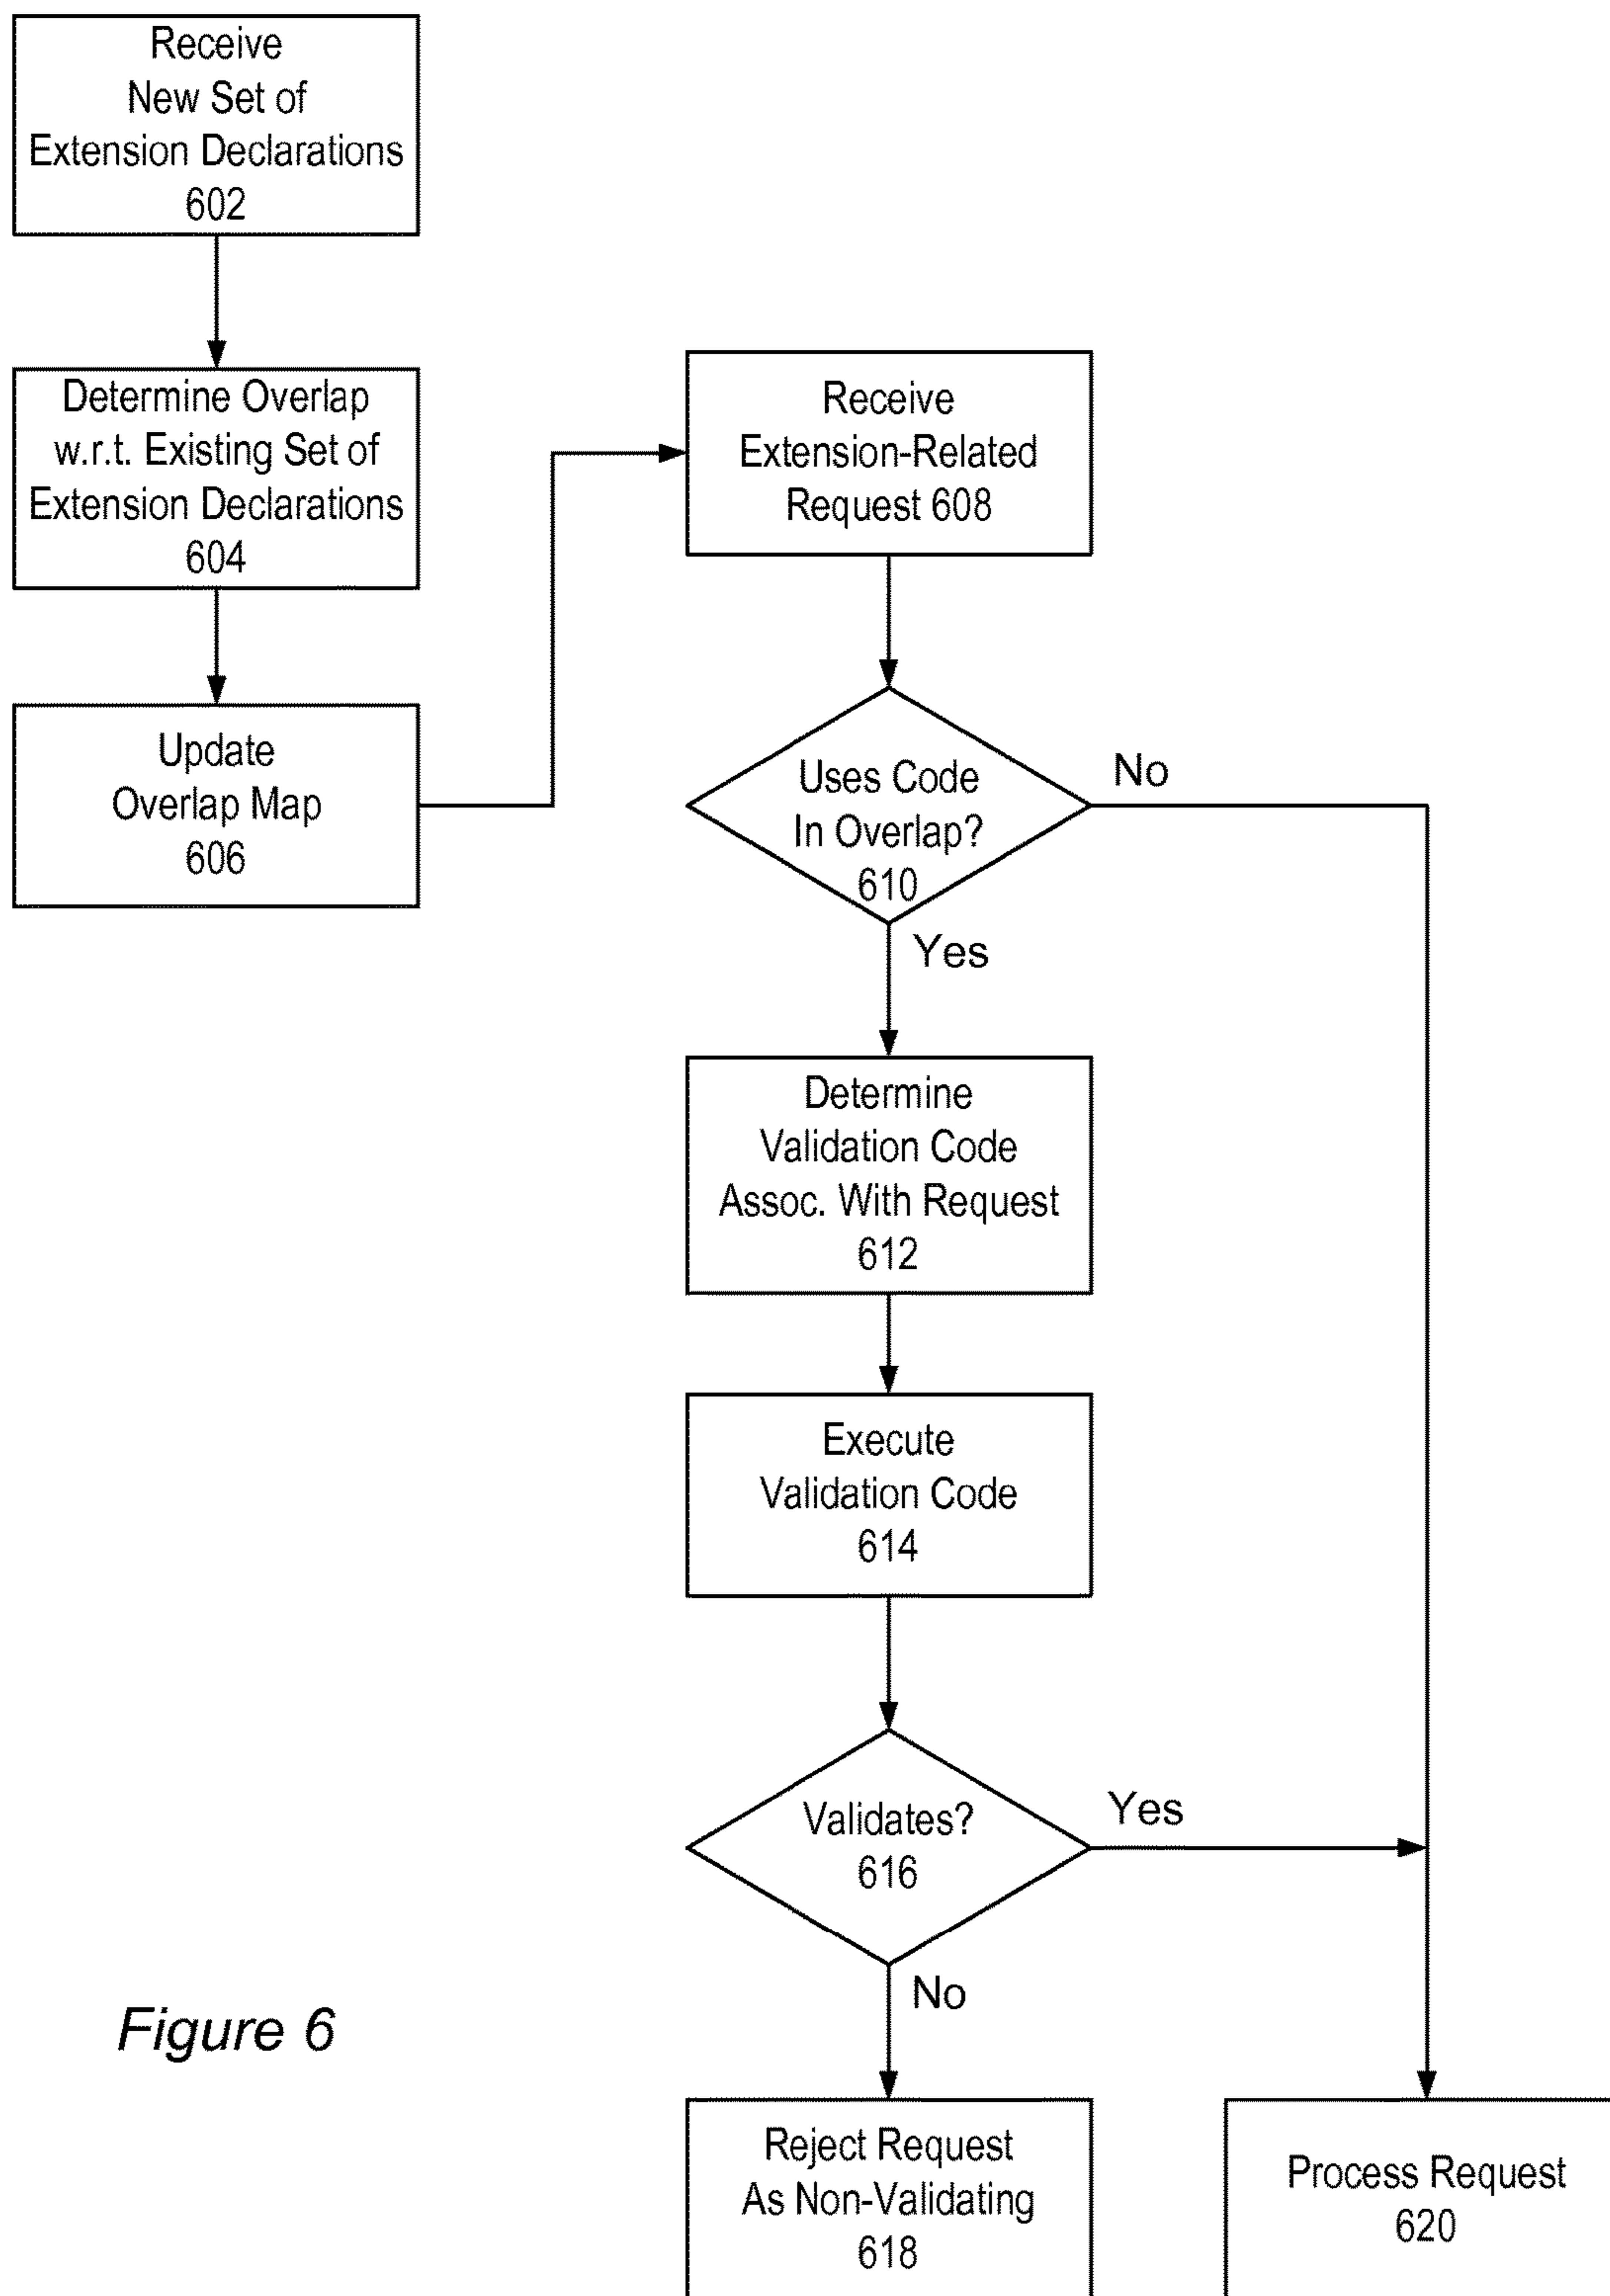 Receive
New Set of
Extension Declarations
602
Determine Overlap
w.r.t. Existing Set of
Extension Declarations
604
Update
Overlap Map
606
Receive
Extension-Related
Request 608
Uses Code
In Overlap?
610
No
Yes
Determine
Validation Code
Assoc. With Request
612
Execute
Validation Code
614
Validates?
616
Yes
No
Reject Request
As Non-Validating
618
Process Request
620
Figure 6